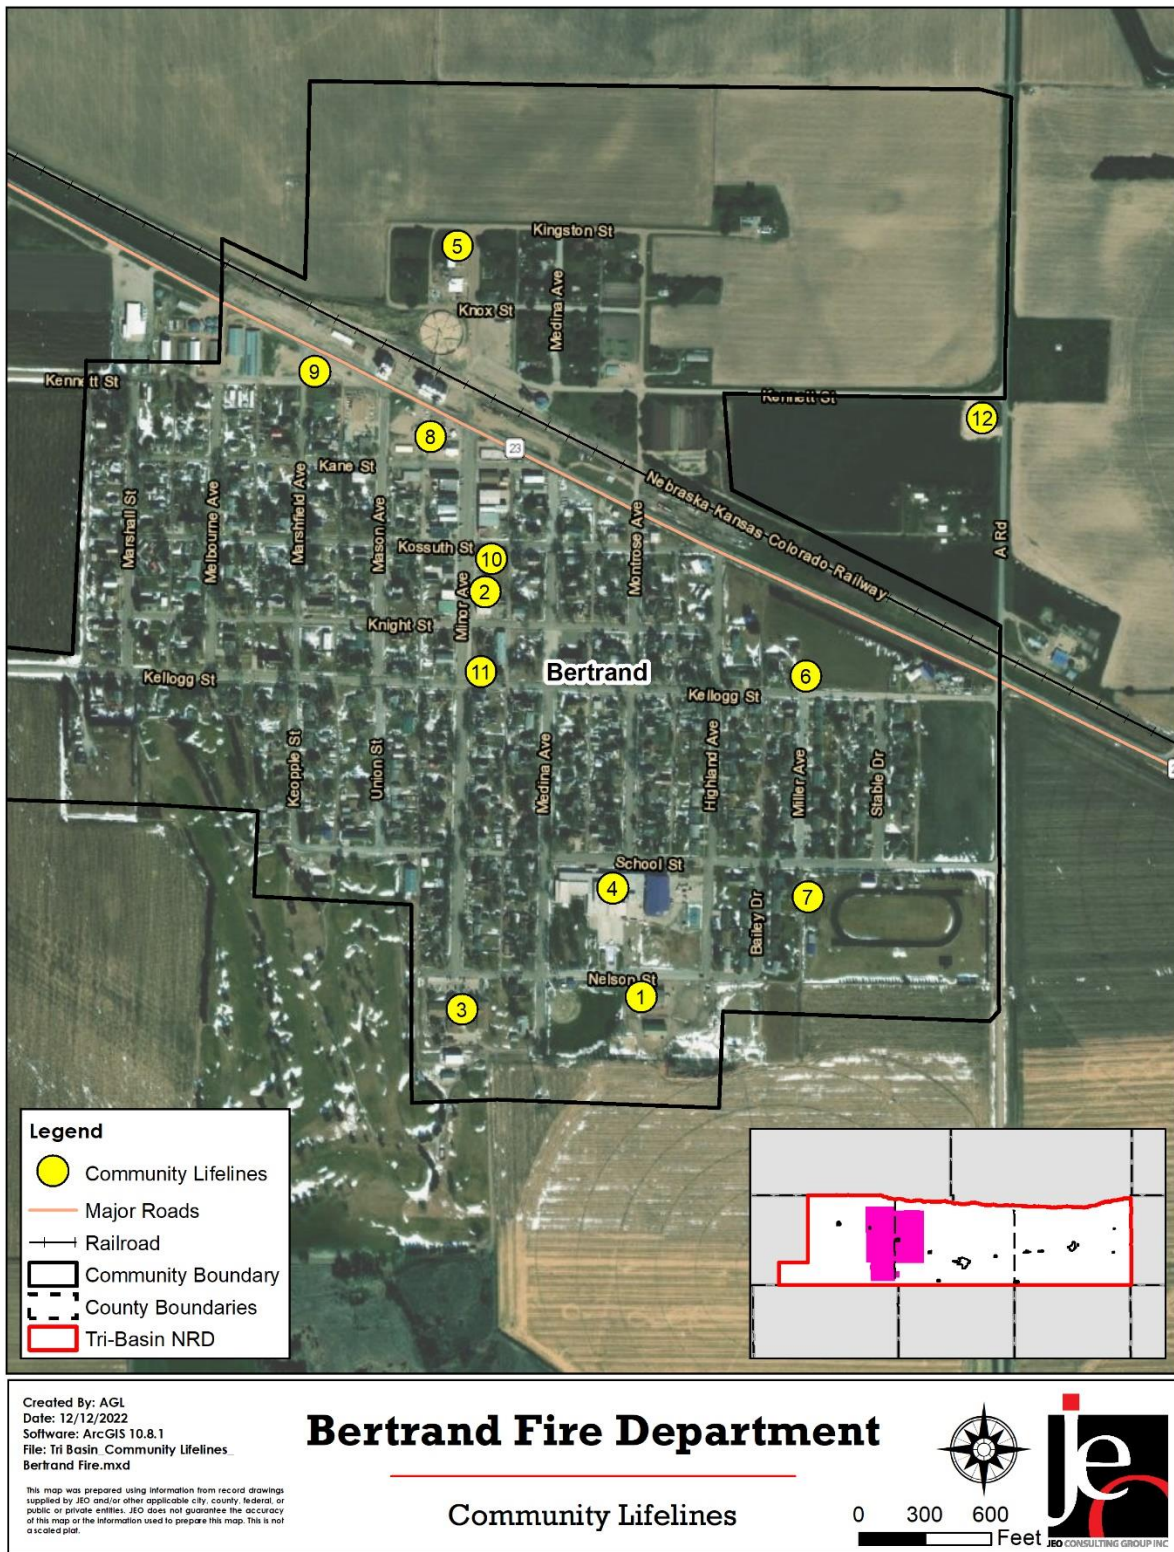 Kingston St
5
Medina Ave
Knox St
9
Kennett St
Kennett St
12
8
23
Kane St
Nebraska-Kansas-Colorado-Railway
Marshall St
Melbourne Ave
Marshfield Ave
Mason Ave
Montrose Ave
A Rd
Kossuth St
10
2
Minor Ave
Knight St
11
Bertrand
6
Kellogg St
Kellogg St
Keopple St
Union St
Medina Ave
Highland Ave
Miller Ave
Stable Dr
School St
4
7
Bailey Dr
Nelson St
1
3
Legend
Community Lifelines
Major Roads
Railroad
Community Boundary
County Boundaries
Tri-Basin NRD
Created By: AGL
Date: 12/12/2022
Software: ArcGIS 10.8.1
File: Tri Basin_Community Lifelines_
Bertrand Fire.mxd
This map was prepared using information from record drawings
supplied by JEO and/or other applicable city, county, federal, or
public or private entities. JEO does not guarantee the accuracy
of this map or the information used to prepare this map. This is not
a scaled plat.
Bertrand Fire Department
Community Lifelines
0 300 600
Feet
jeo
JEO CONSULTING GROUP INC